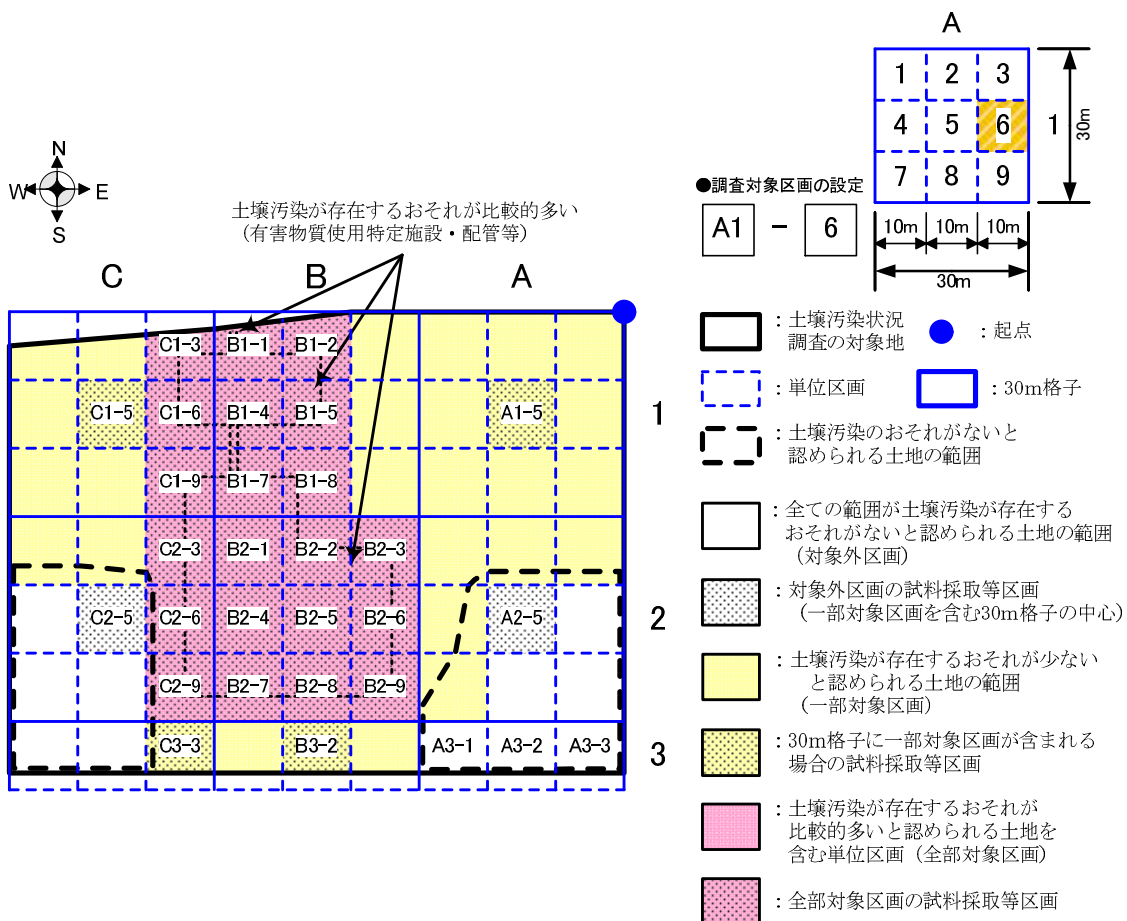 A
1 2 3
4 5 6
7 8 9
1
30m
10m 10m 10m
30m
●調査対象区画の設定
A1 - 6
N
W E
S
土壌汚染が存在するおそれが比較的多い
(有害物質使用特定施設・配管等)
C B A
C1-3 B1-1 B1-2
C1-5 C1-6 B1-4 B1-5 A1-5
1
C1-9 B1-7 B1-8
C2-3 B2-1 B2-2 B2-3
C2-5 C2-6 B2-4 B2-5 B2-6 A2-5
2
C2-9 B2-7 B2-8 B2-9
C3-3 B3-2 A3-1 A3-2 A3-3
3
:土壌汚染状況
調査の対象地
:起点
:単位区画
:30m格子
:土壌汚染のおそれがないと
認められる土地の範囲
:全ての範囲が土壌汚染が存在する
おそれがないと認められる土地の範囲
(対象外区画)
:対象外区画の試料採取等区画
(一部対象区画を含む30m格子の中心)
:土壌汚染が存在するおそれが少ない
と認められる土地の範囲
(一部対象区画)
:30m格子に一部対象区画が含まれる
場合の試料採取等区画
:土壌汚染が存在するおそれが
比較的多いと認められる土地を
含む単位区画(全部対象区画)
:全部対象区画の試料採取等区画